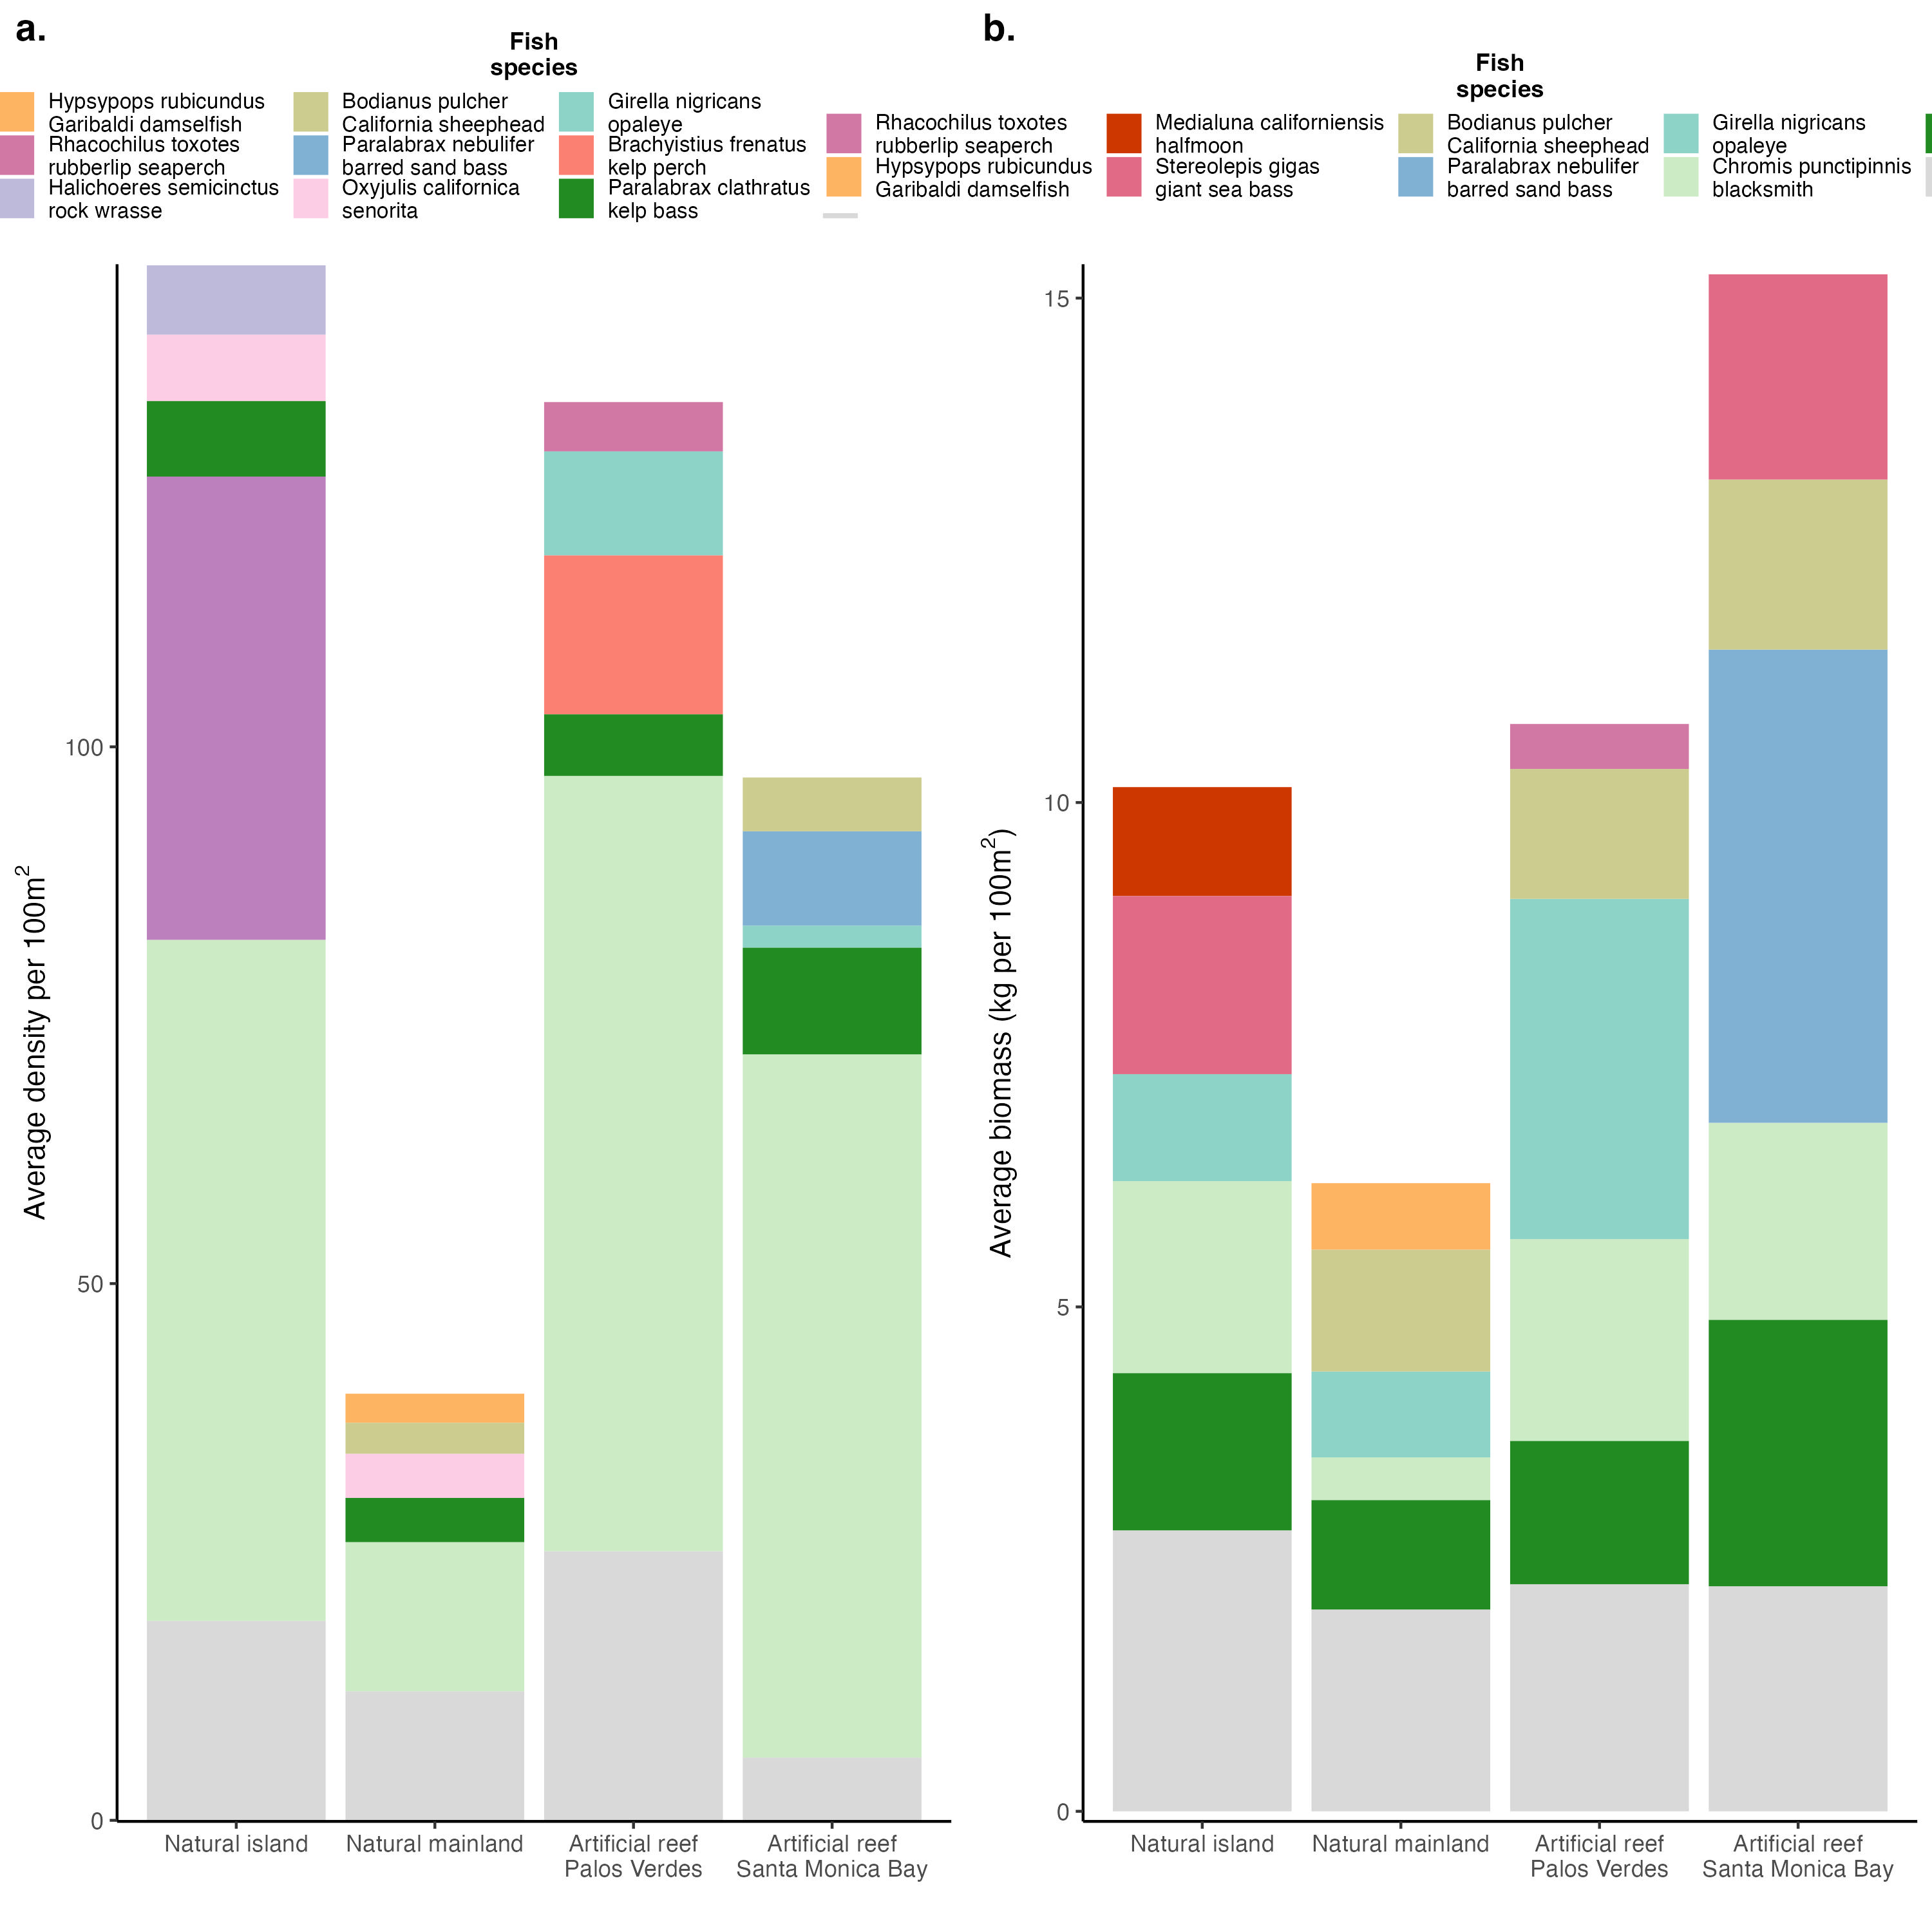 a.
Fish
species
Hypsypops rubicundus
Garibaldi damselfish
Rhacochilus toxotes
rubberlip seaperch
Halichoeres semicinctus
rock wrasse
Bodianus pulcher
California sheephead
Paralabrax nebulifer
barred sand bass
Oxyjulis californica
senorita
Girella nigricans
opaleye
Brachyistius frenatus
kelp perch
Paralabrax clathratus
kelp bass
Average density per 100m²
100
50
0
Natural island
Natural mainland
Artificial reef
Palos Verdes
Artificial reef
Santa Monica Bay
b.
Fish
species
Rhacochilus toxotes
rubberlip seaperch
Hypsypops rubicundus
Garibaldi damselfish
Medialuna californiensis
halfmoon
Stereolepis gigas
giant sea bass
Bodianus pulcher
California sheephead
Paralabrax nebulifer
barred sand bass
Girella nigricans
opaleye
Chromis punctipinnis
blacksmith
Average biomass (kg per 100m²)
15
10
5
0
Natural island
Natural mainland
Artificial reef
Palos Verdes
Artificial reef
Santa Monica Bay